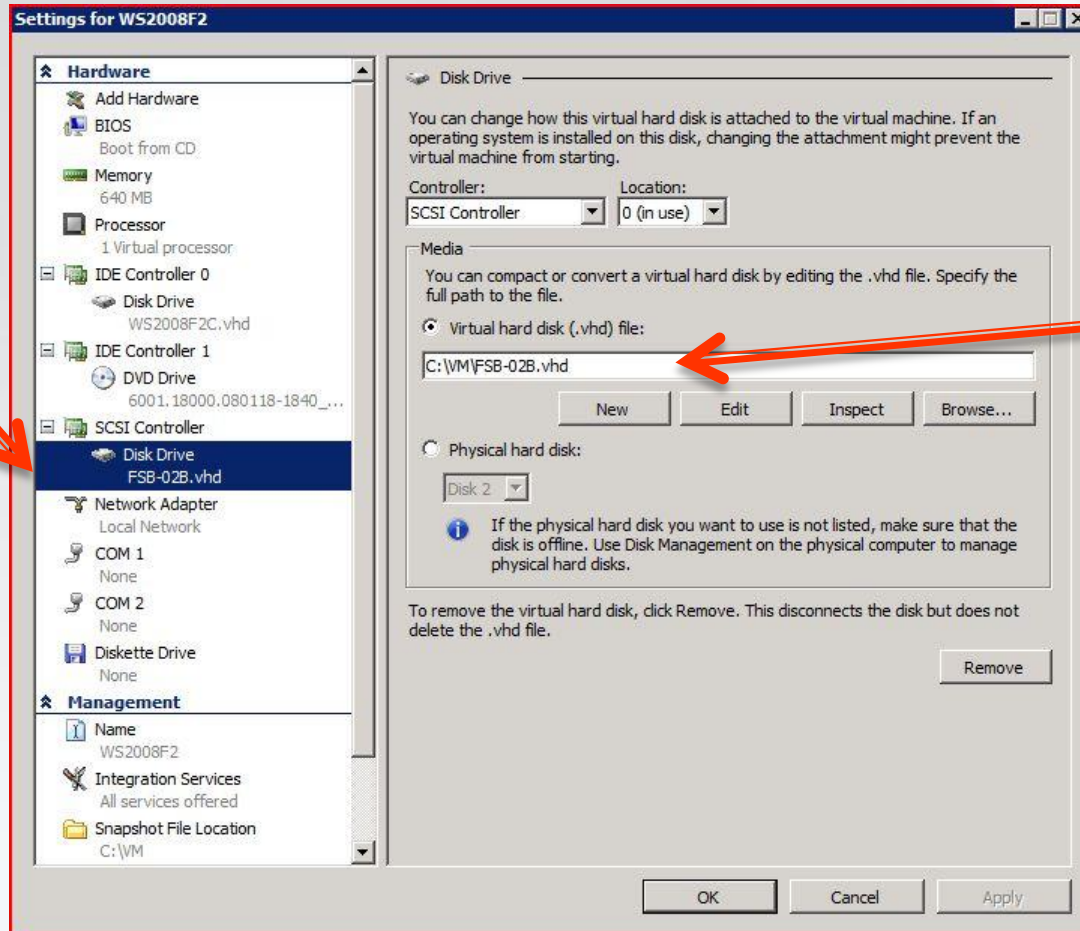 Settings for WS2008F2
Hardware
Add Hardware
BIOS
Boot from CD
Memory
640 MB
Processor
1 Virtual processor
IDE Controller 0
Disk Drive
WS2008F2C.vhd
IDE Controller 1
DVD Drive
6001.18000.080118-1840_...
SCSI Controller
Disk Drive
FSB-02B.vhd
Network Adapter
Local Network
COM 1
None
COM 2
None
Diskette Drive
None
Management
Name
WS2008F2
Integration Services
All services offered
Snapshot File Location
C:\VM
Disk Drive
You can change how this virtual hard disk is attached to the virtual machine. If an
operating system is installed on this disk, changing the attachment might prevent the
virtual machine from starting.
Controller: Location:
SCSI Controller 0 (in use)
Media
You can compact or convert a virtual hard disk by editing the .vhd file. Specify the
full path to the file.
Virtual hard disk (.vhd) file:
C:\VM\FSB-02B.vhd
New Edit Inspect Browse...
Physical hard disk:
Disk 2
If the physical hard disk you want to use is not listed, make sure that the
disk is offline. Use Disk Management on the physical computer to manage
physical hard disks.
To remove the virtual hard disk, click Remove. This disconnects the disk but does not
delete the .vhd file.
Remove
OK Cancel Apply